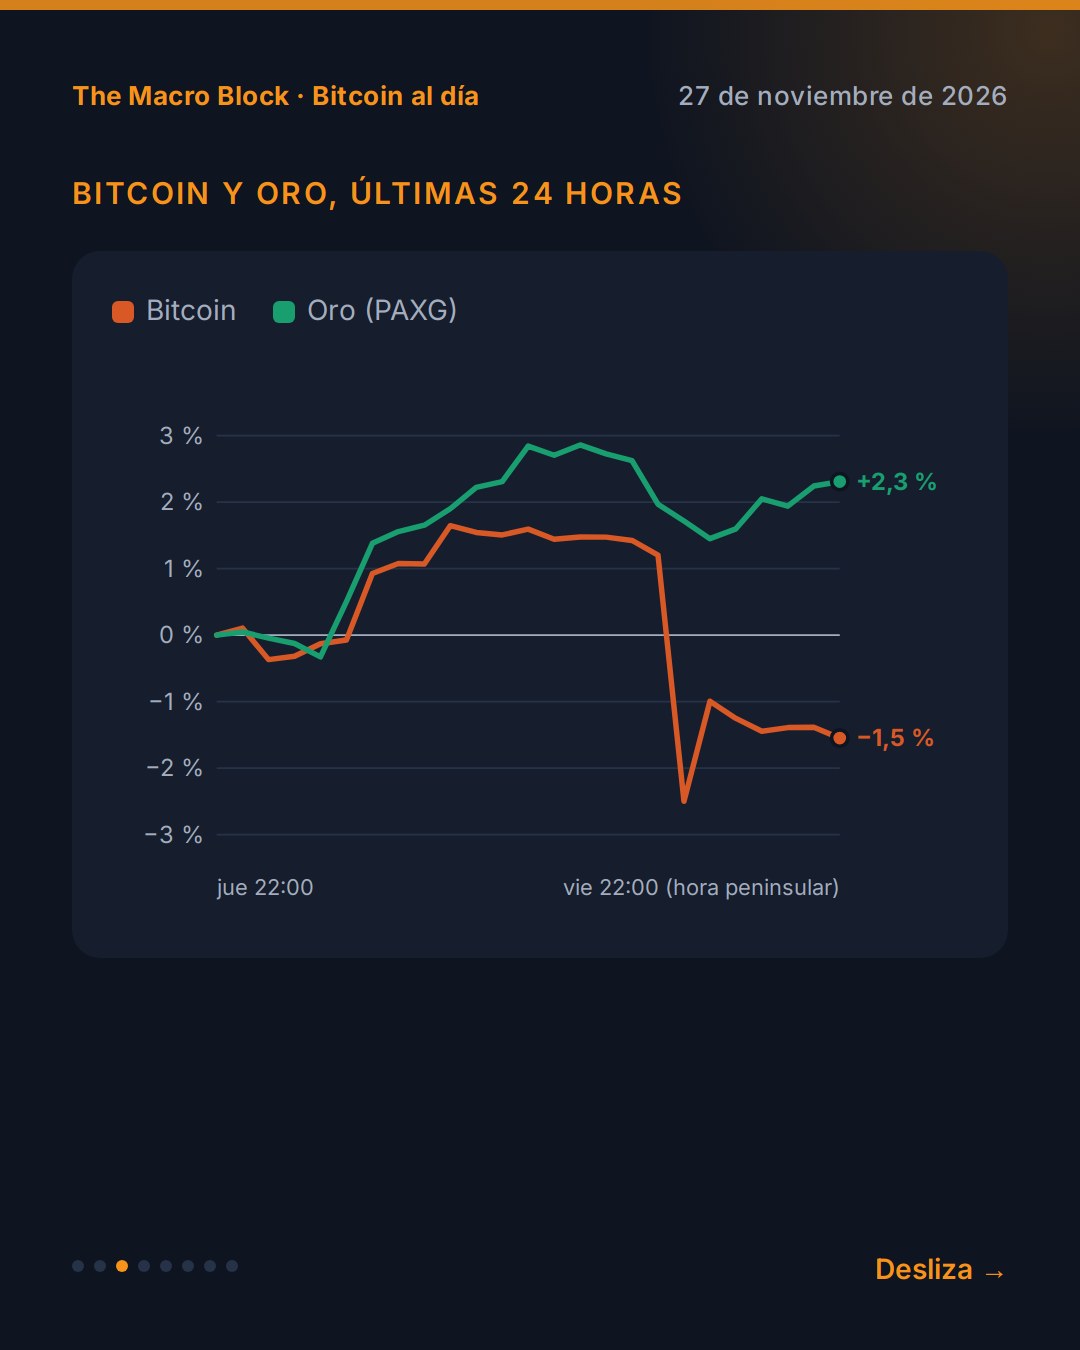 The Macro Block · Bitcoin al día
27 de noviembre de 2026
BITCOIN Y ORO, ÚLTIMAS 24 HORAS
Bitcoin
Oro (PAXG)
3 %
2 %
1 %
0 %
−1 %
−2 %
−3 %
+2,3 %
−1,5 %
jue 22:00
vie 22:00 (hora peninsular)
Desliza →